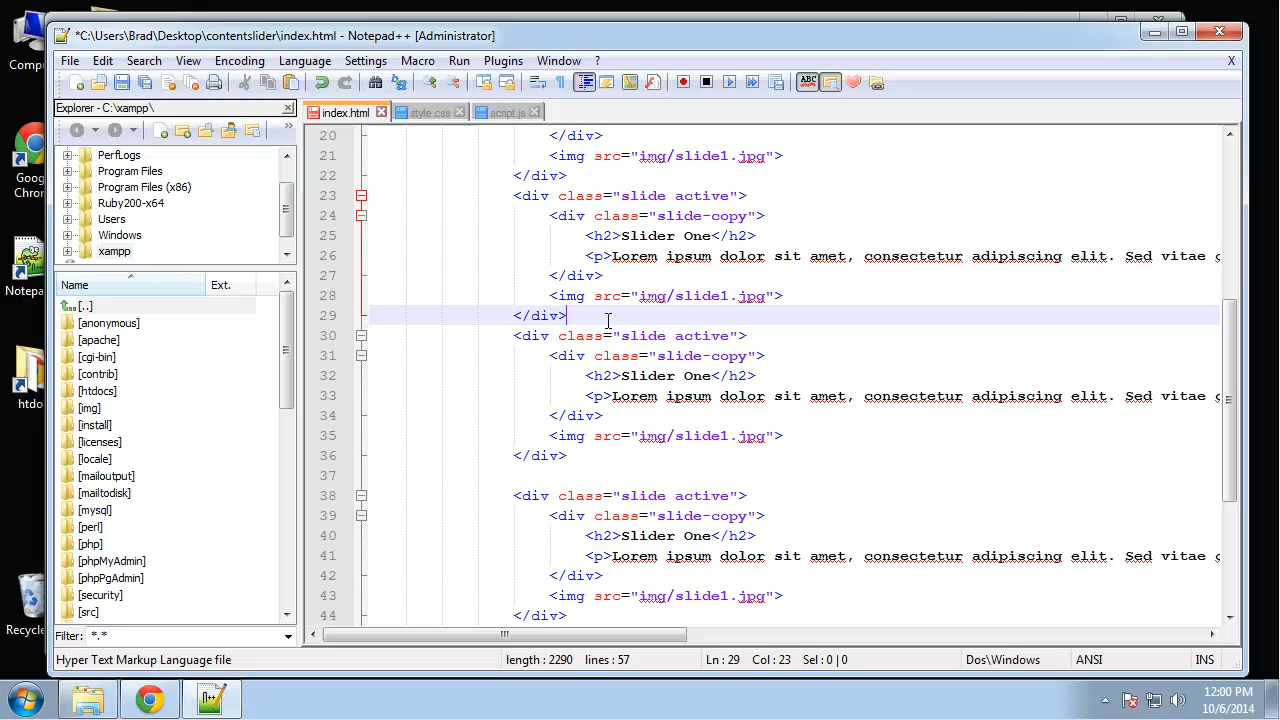 Compu
*C:\Users\Brad\Desktop\contentslider\index.html - Notepad++ [Administrator]
File Edit Search View Encoding Language Settings Macro Run Plugins Window ? X
Explorer - C:\xampp\
index.html style.css script.js
PerfLogs
Program Files
Program Files (x86)
Ruby200-x64
Users
Windows
xampp
Name Ext.
[..]
[anonymous]
[apache]
[cgi-bin]
[contrib]
[htdocs]
[img]
[install]
[licenses]
[locale]
[mailoutput]
[mailtodisk]
[mysql]
[perl]
[php]
[phpMyAdmin]
[phpPgAdmin]
[security]
[src]
Filter: *.*
Goog
Chron
Notepa
htdo
Recycle
20 </div>
21 <img src="img/slide1.jpg">
22 </div>
23 <div class="slide active">
24 <div class="slide-copy">
25 <h2>Slider One</h2>
26 <p>Lorem ipsum dolor sit amet, consectetur adipiscing elit. Sed vitae c
27 </div>
28 <img src="img/slide1.jpg">
29 </div>
30 <div class="slide active">
31 <div class="slide-copy">
32 <h2>Slider One</h2>
33 <p>Lorem ipsum dolor sit amet, consectetur adipiscing elit. Sed vitae c
34 </div>
35 <img src="img/slide1.jpg">
36 </div>
37
38 <div class="slide active">
39 <div class="slide-copy">
40 <h2>Slider One</h2>
41 <p>Lorem ipsum dolor sit amet, consectetur adipiscing elit. Sed vitae c
42 </div>
43 <img src="img/slide1.jpg">
44 </div>
Hyper Text Markup Language file length : 2290 lines : 57 Ln : 29 Col : 23 Sel : 0 | 0 Dos\Windows ANSI INS
12:00 PM
10/6/2014